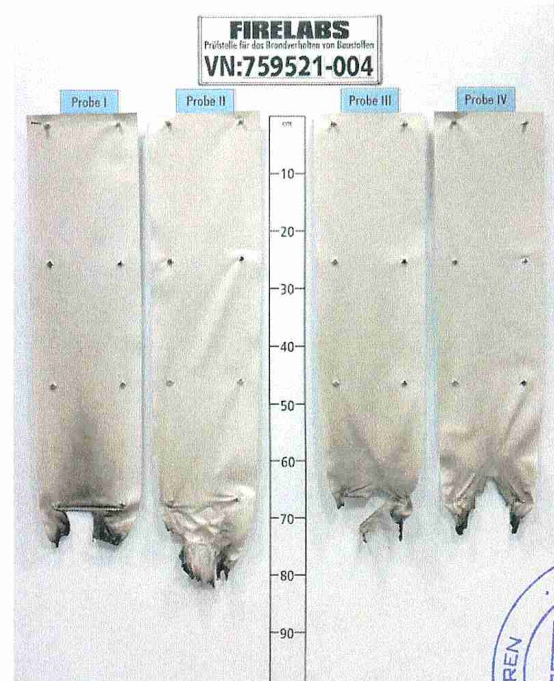 FIRELABS
Prüfstelle für das Brandverhalten von Baustoffen
VN:759521-004
Probe I
Probe II
Probe III
Probe IV
10
20
30
40
50
60
70
80
90
REN